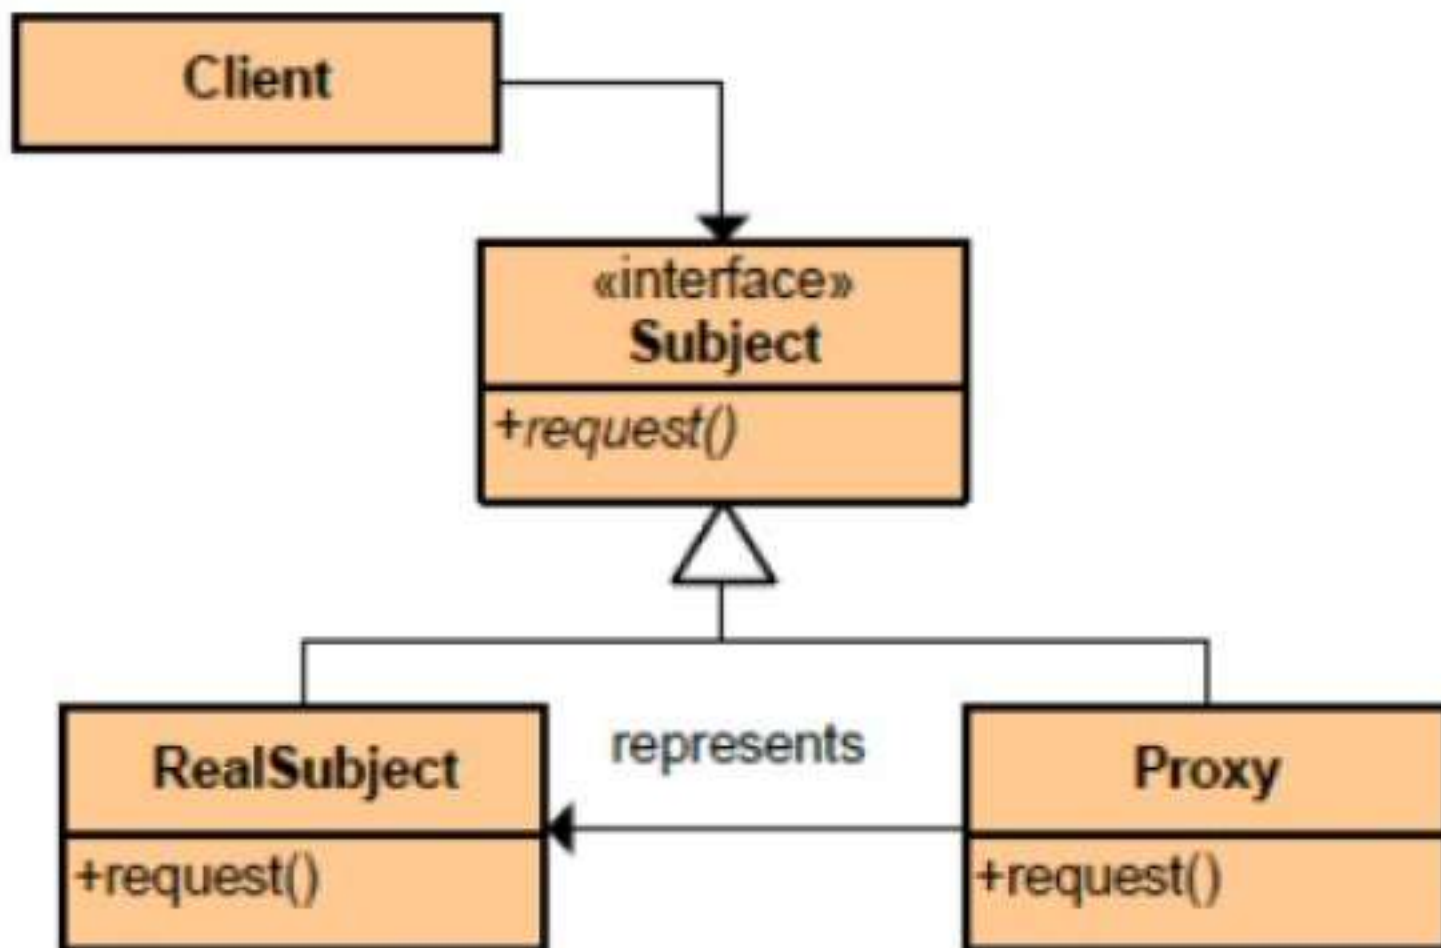 Client
«interface»
Subject
+request()
RealSubject
+request()
represents
Proxy
+request()